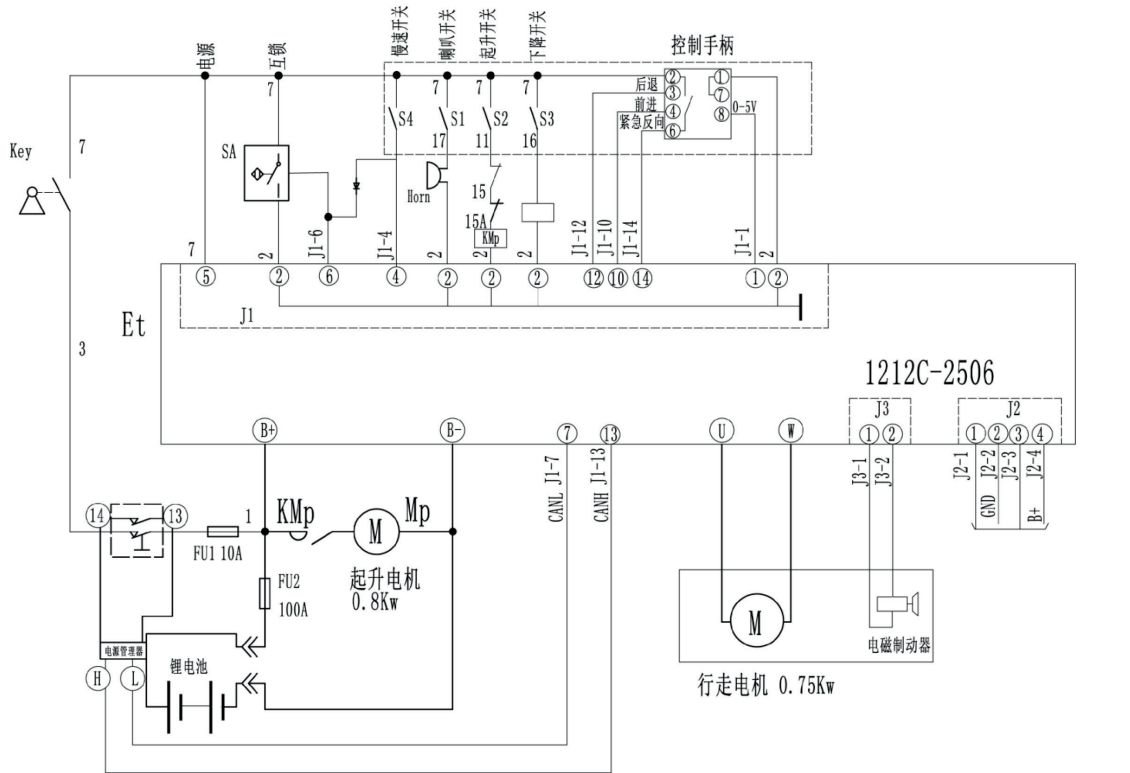 电源
互锁
慢速开关
喇叭开关
起升开关
下降开关
控制手柄
7
7
7
7
7
后退
前进
紧急反向
②
③
④
⑥
①
⑦
⑧
0-5V
S4
S1
S2
S3
17
11
16
Key
7
SA
Horn
15
15A
KMp
7
2
J1-6
J1-4
2
2
2
J1-12
J1-10
J1-14
J1-1
2
⑤
②
⑥
④
②
②
②
⑫
⑩
⑭
①
②
J1
Et
3
1212C-2506
J3
J2
B+
B-
⑦
⑬
U
W
①
②
①
②
③
④
CANL J1-7
CANH J1-13
J3-1
J3-2
J2-1
J2-2
J2-3
J2-4
GND
B+
⑭
⑬
1
FU1 10A
KMp
M
Mp
起升电机
0.8Kw
FU2
100A
电源管理器
H
L
锂电池
M
电磁制动器
行走电机 0.75Kw